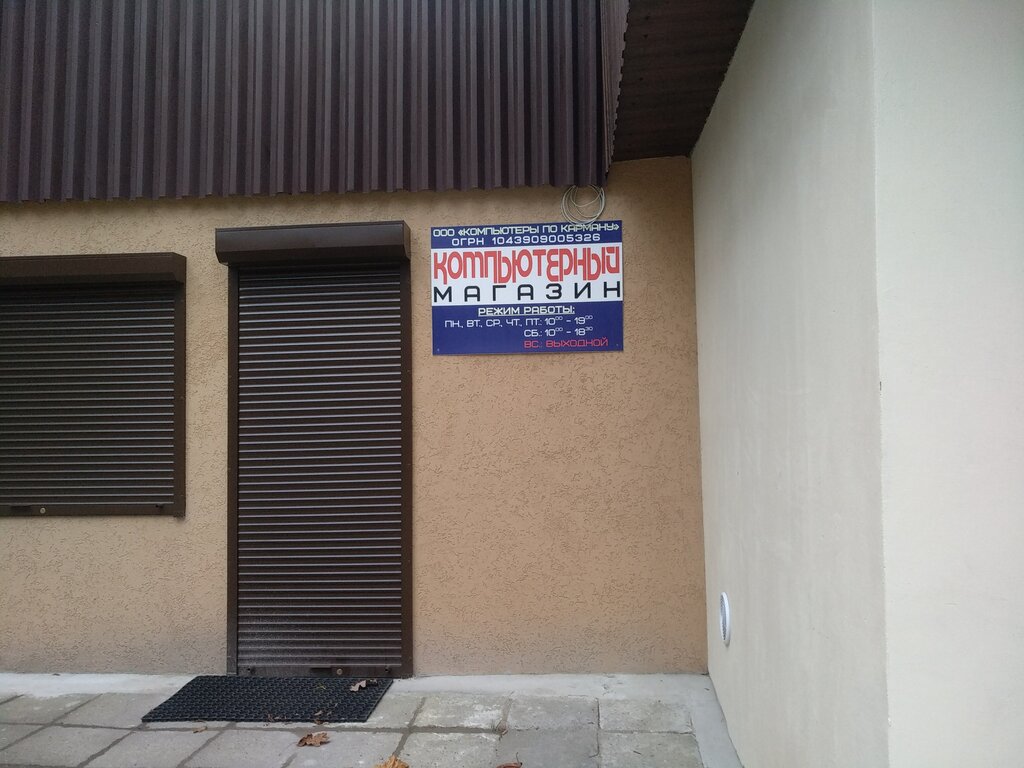 ООО «КОМПЬЮТЕРЫ ПО КАРМАНУ»
ОГРН 1043909005326
КОМПЬЮТЕРНЫЙ
МАГАЗИН
РЕЖИМ РАБОТЫ:
ПН., ВТ., СР., ЧТ., ПТ.: 10⁰⁰ - 19⁰⁰
СБ.: 10⁰⁰ - 18³⁰
ВС.: ВЫХОДНОЙ